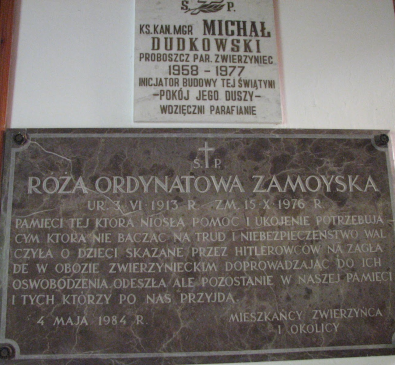 Ś. P.
KS. KAN. MGR MICHAŁ
DUDKOWSKI
PROBOSZCZ PAR. ZWIERZYNIEC
1958 - 1977
INICJATOR BUDOWY TEJ ŚWIĄTYNI
-POKÓJ JEGO DUSZY-
WDZIĘCZNI PARAFIANIE
Ś. P.
RÓŻA ORDYNATOWA ZAMOYSKA
UR. 3. VI 1913 R. - ZM. 15. X 1976 R.
PAMIĘCI TEJ KTÓRA NIOSŁA POMOC I UKOJENIE POTRZEBUJĄ
CYM KTÓRA NIE BACZĄC NA TRUD I NIEBEZPIECZEŃSTWO WAL
CZYŁA O DZIECI SKAZANE PRZEZ HITLEROWCÓW NA ZAGŁA
DĘ W OBOZIE ZWIERZYNIECKIM DOPROWADZAJĄC DO ICH
OSWOBODZENIA. ODESZŁA ALE POZOSTANIE W NASZEJ PAMIĘCI
I TYCH KTÓRZY PO NAS PRZYJDĄ.
4 MAJA 1984 R.
MIESZKAŃCY ZWIERZYŃCA
I OKOLICY